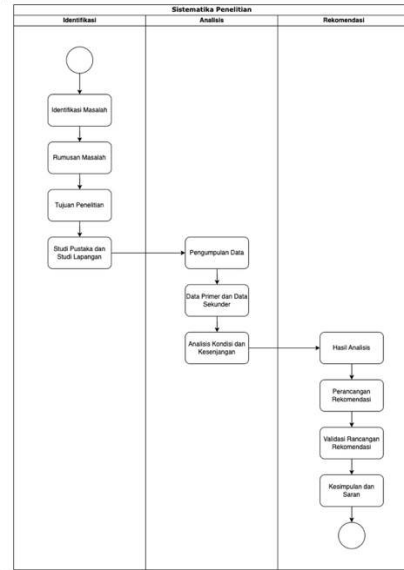 Sistematika Penelitian
Identifikasi
Analisis
Rekomendasi
Identifikasi Masalah
Rumusan Masalah
Tujuan Penelitian
Studi Pustaka dan
Studi Lapangan
Pengumpulan Data
Data Primer dan Data
Sekunder
Analisis Kondisi dan
Kesenjangan
Hasil Analisis
Perancangan
Rekomendasi
Validasi Rancangan
Rekomendasi
Kesimpulan dan
Saran